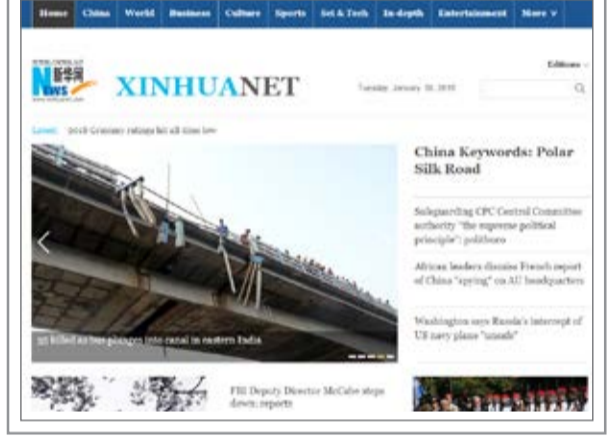 Home China World Business Culture Sports Sci & Tech In-depth Entertainment More
Editions
新华网
NEWS
www.xinhuanet.com
XINHUANET
Tuesday, January 30, 2018
Latest: 2018 Grammy ratings hit all time low
China Keywords: Polar
Silk Road
Safeguarding CPC Central Committee
authority "the supreme political
principle": politburo
African leaders dismiss French report
of China "spying" on AU headquarters
Washington says Russia's intercept of
US navy plane "unsafe"
killed as bus plunges into canal in eastern India
FBI Deputy Director McCabe steps
down: reports